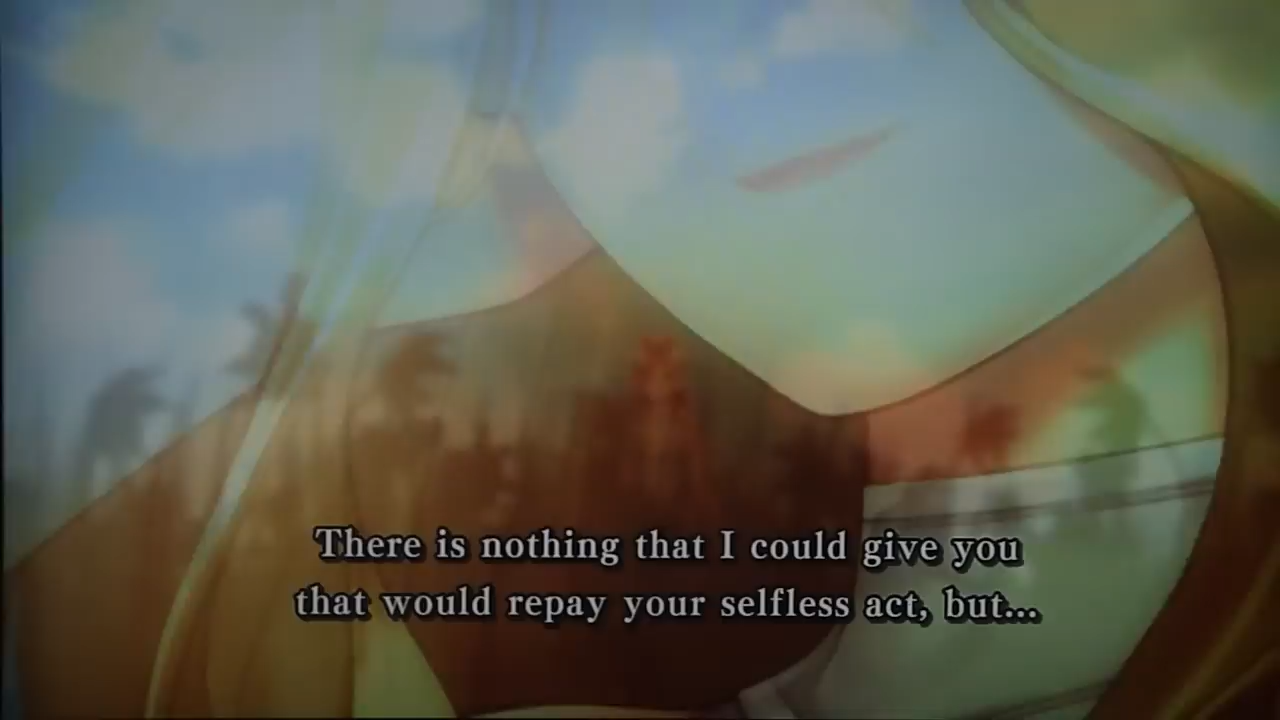 There is nothing that I could give you
that would repay your selfless act, but...